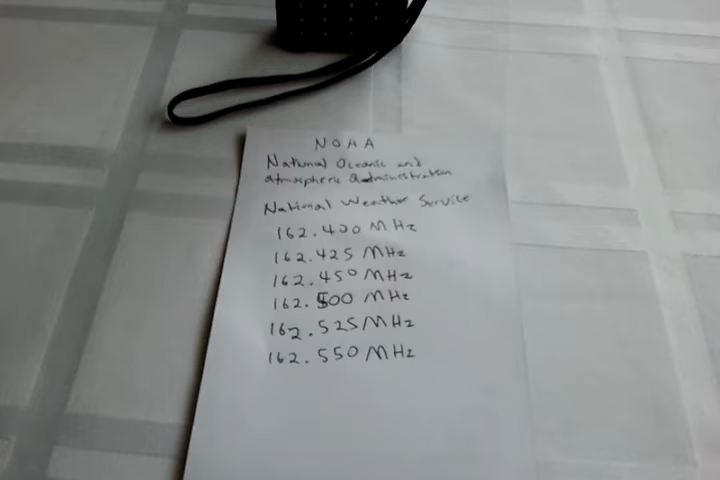 NOAA
National Oceanic and
atmospheric administration
National Weather Service
162.400 MHz
162.425 MHz
162.450 MHz
162.500 MHz
162.525 MHz
162.550 MHz